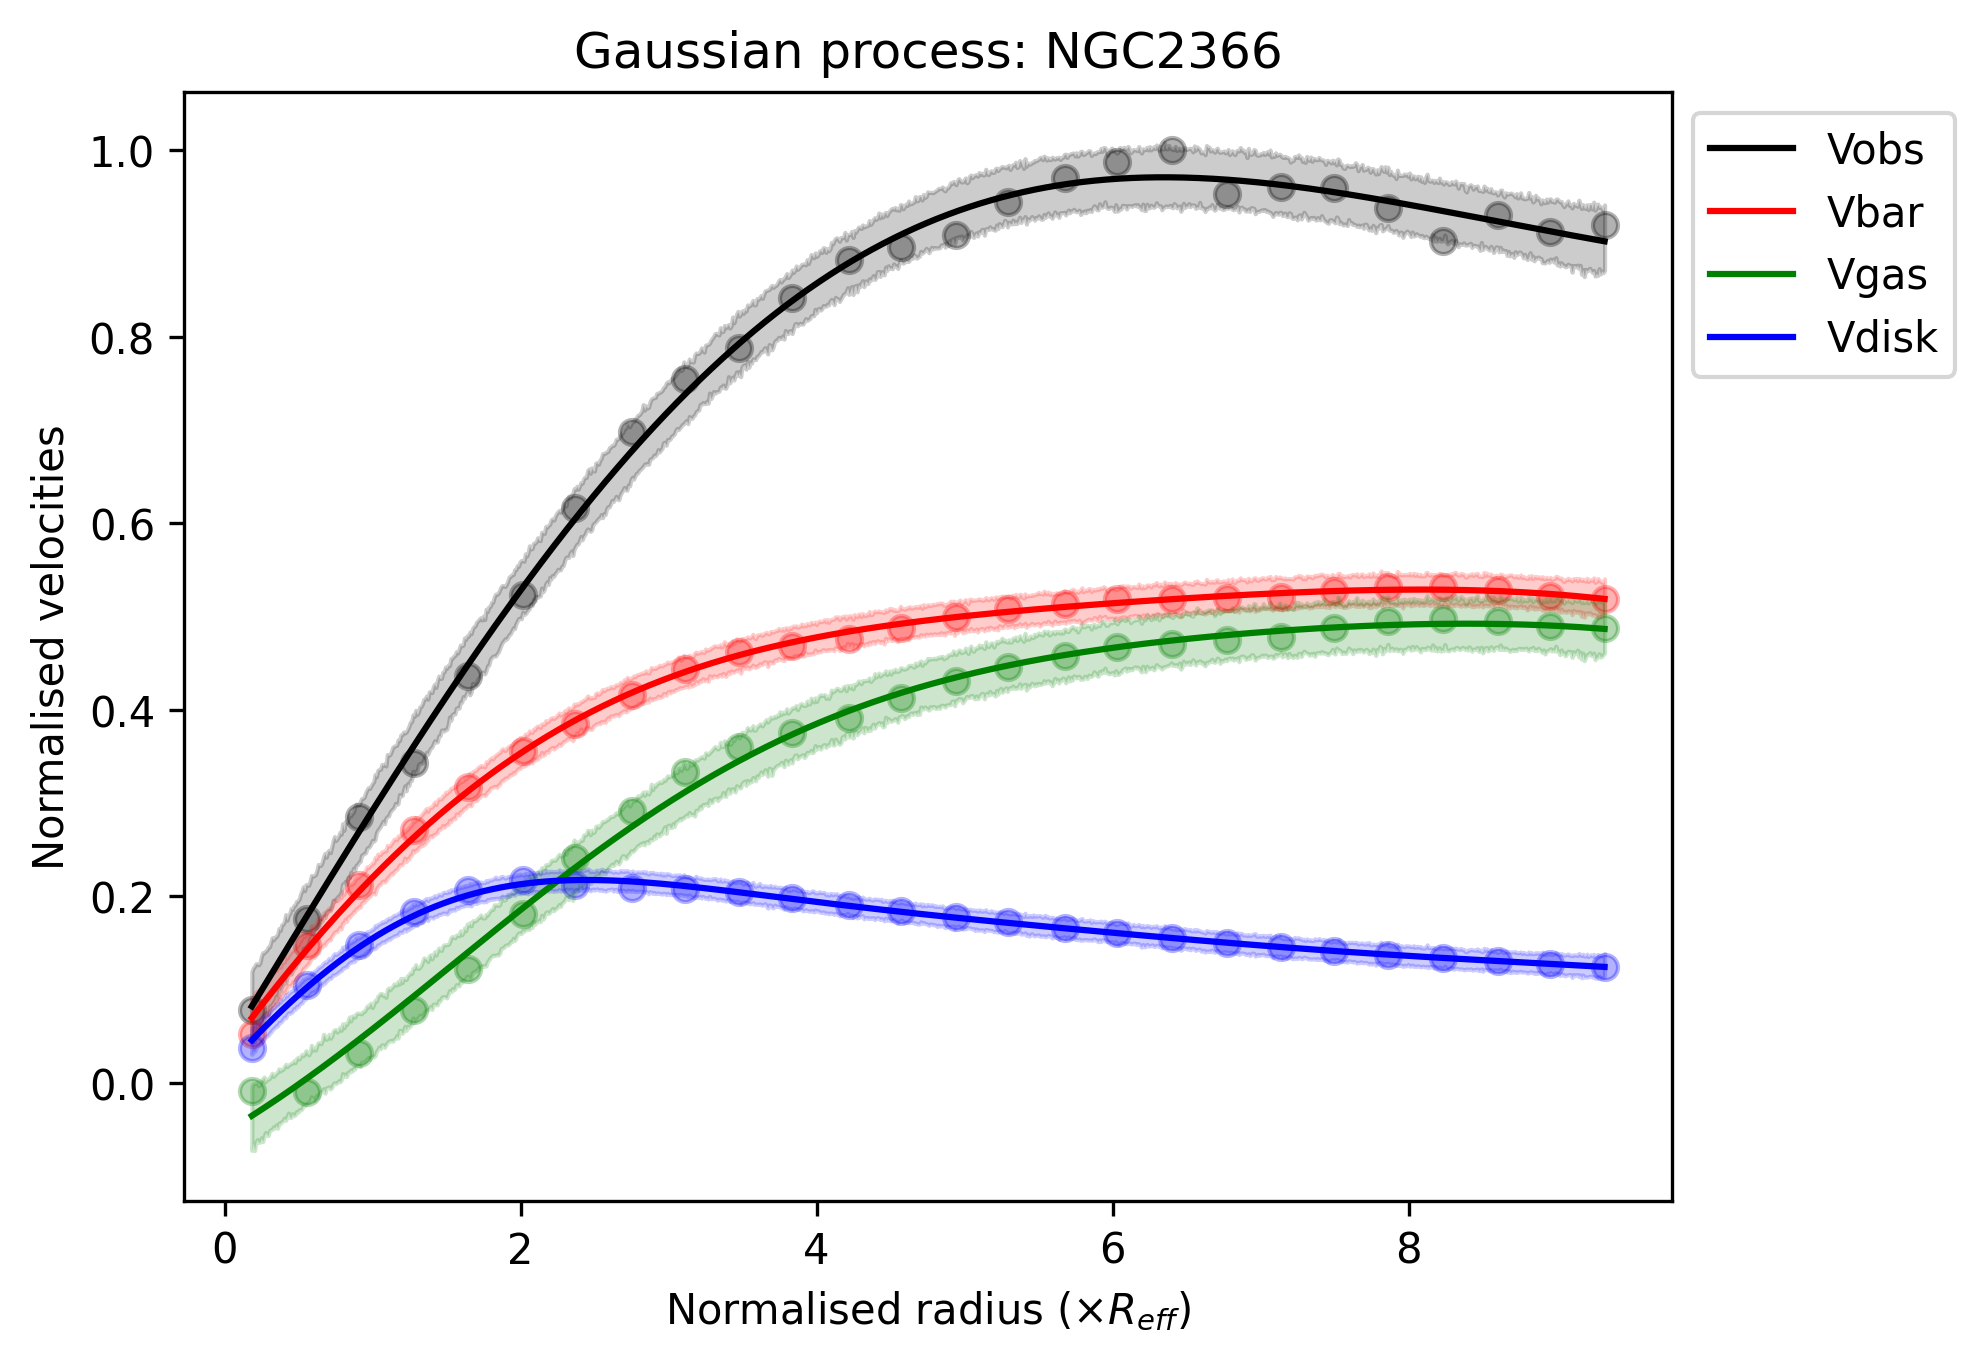 Gaussian process: NGC2366
1.0
0.8
0.6
0.4
0.2
0.0
Normalised velocities
0 2 4 6 8
Normalised radius (×R_eff)
Vobs
Vbar
Vgas
Vdisk